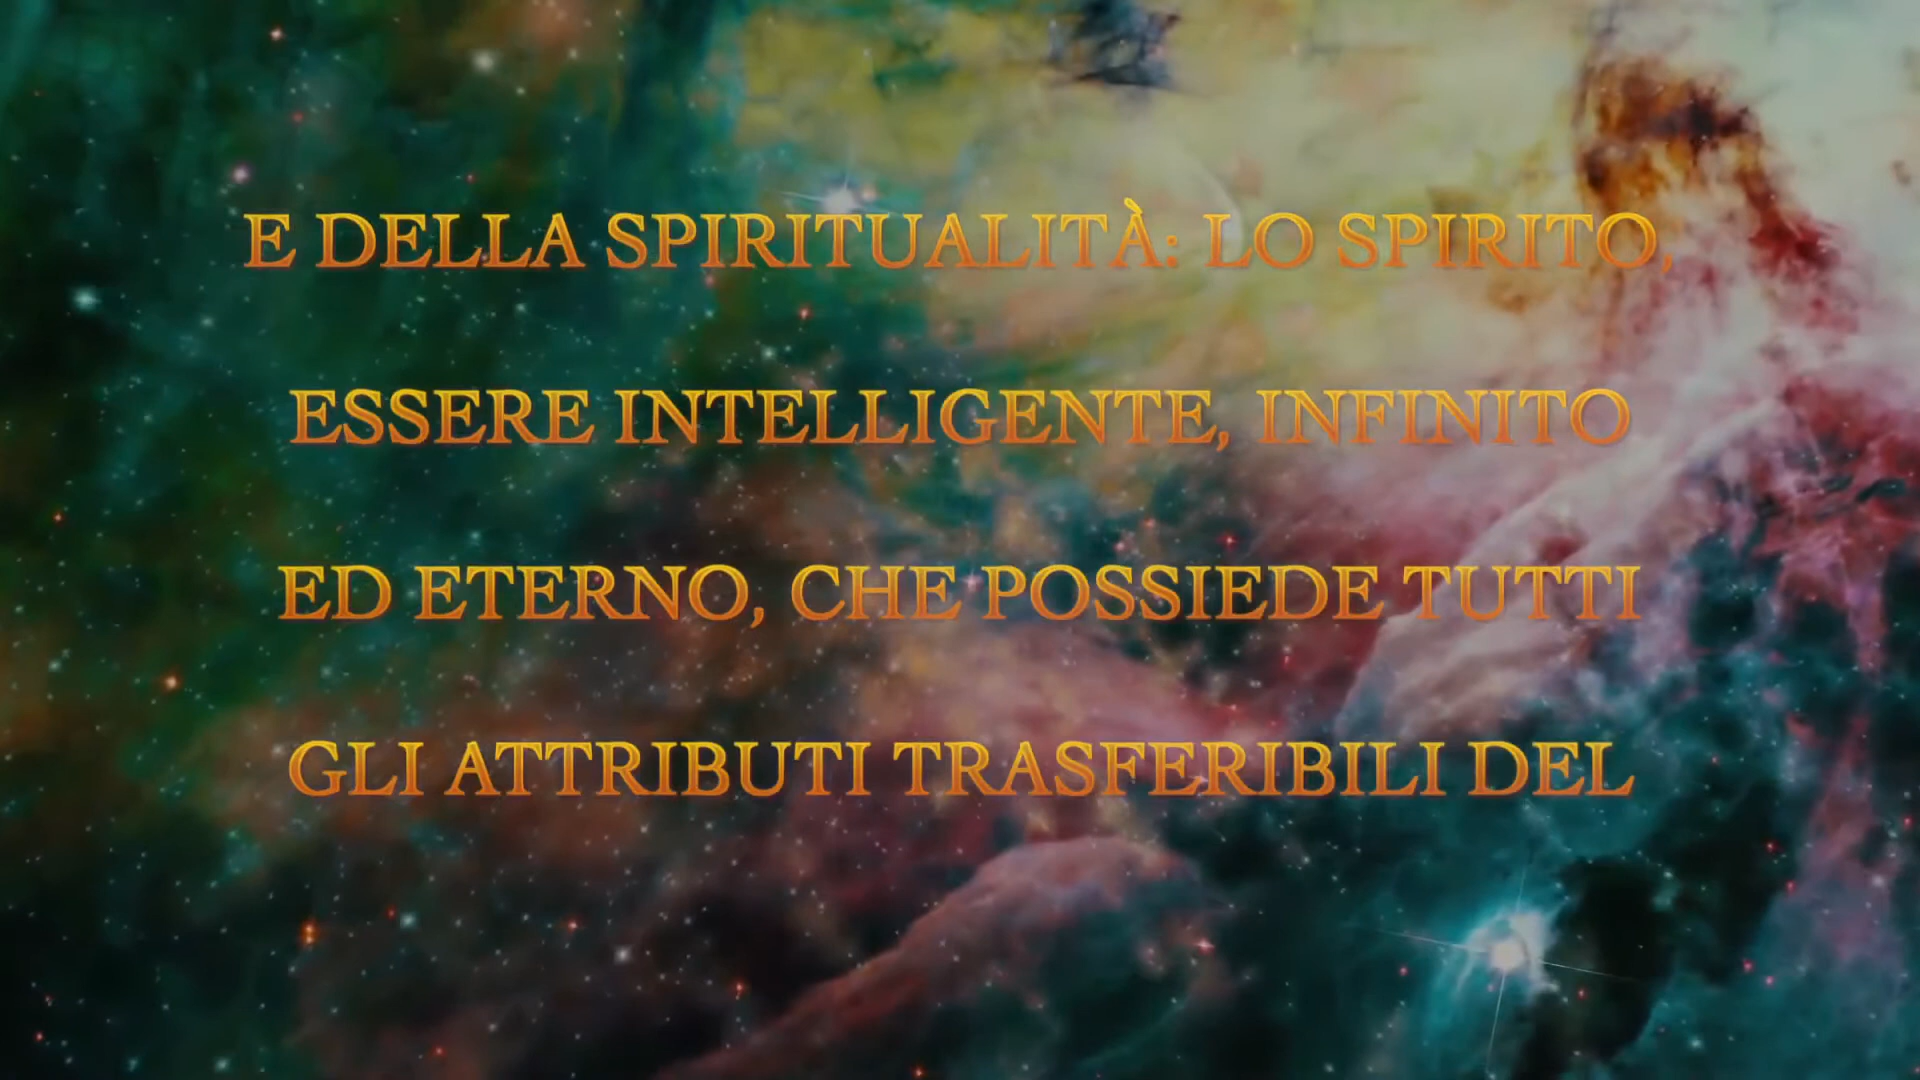 E DELLA SPIRITUALITÀ: LO SPIRITO,
ESSERE INTELLIGENTE, INFINITO
ED ETERNO, CHE POSSIEDE TUTTI
GLI ATTRIBUTI TRASFERIBILI DEL